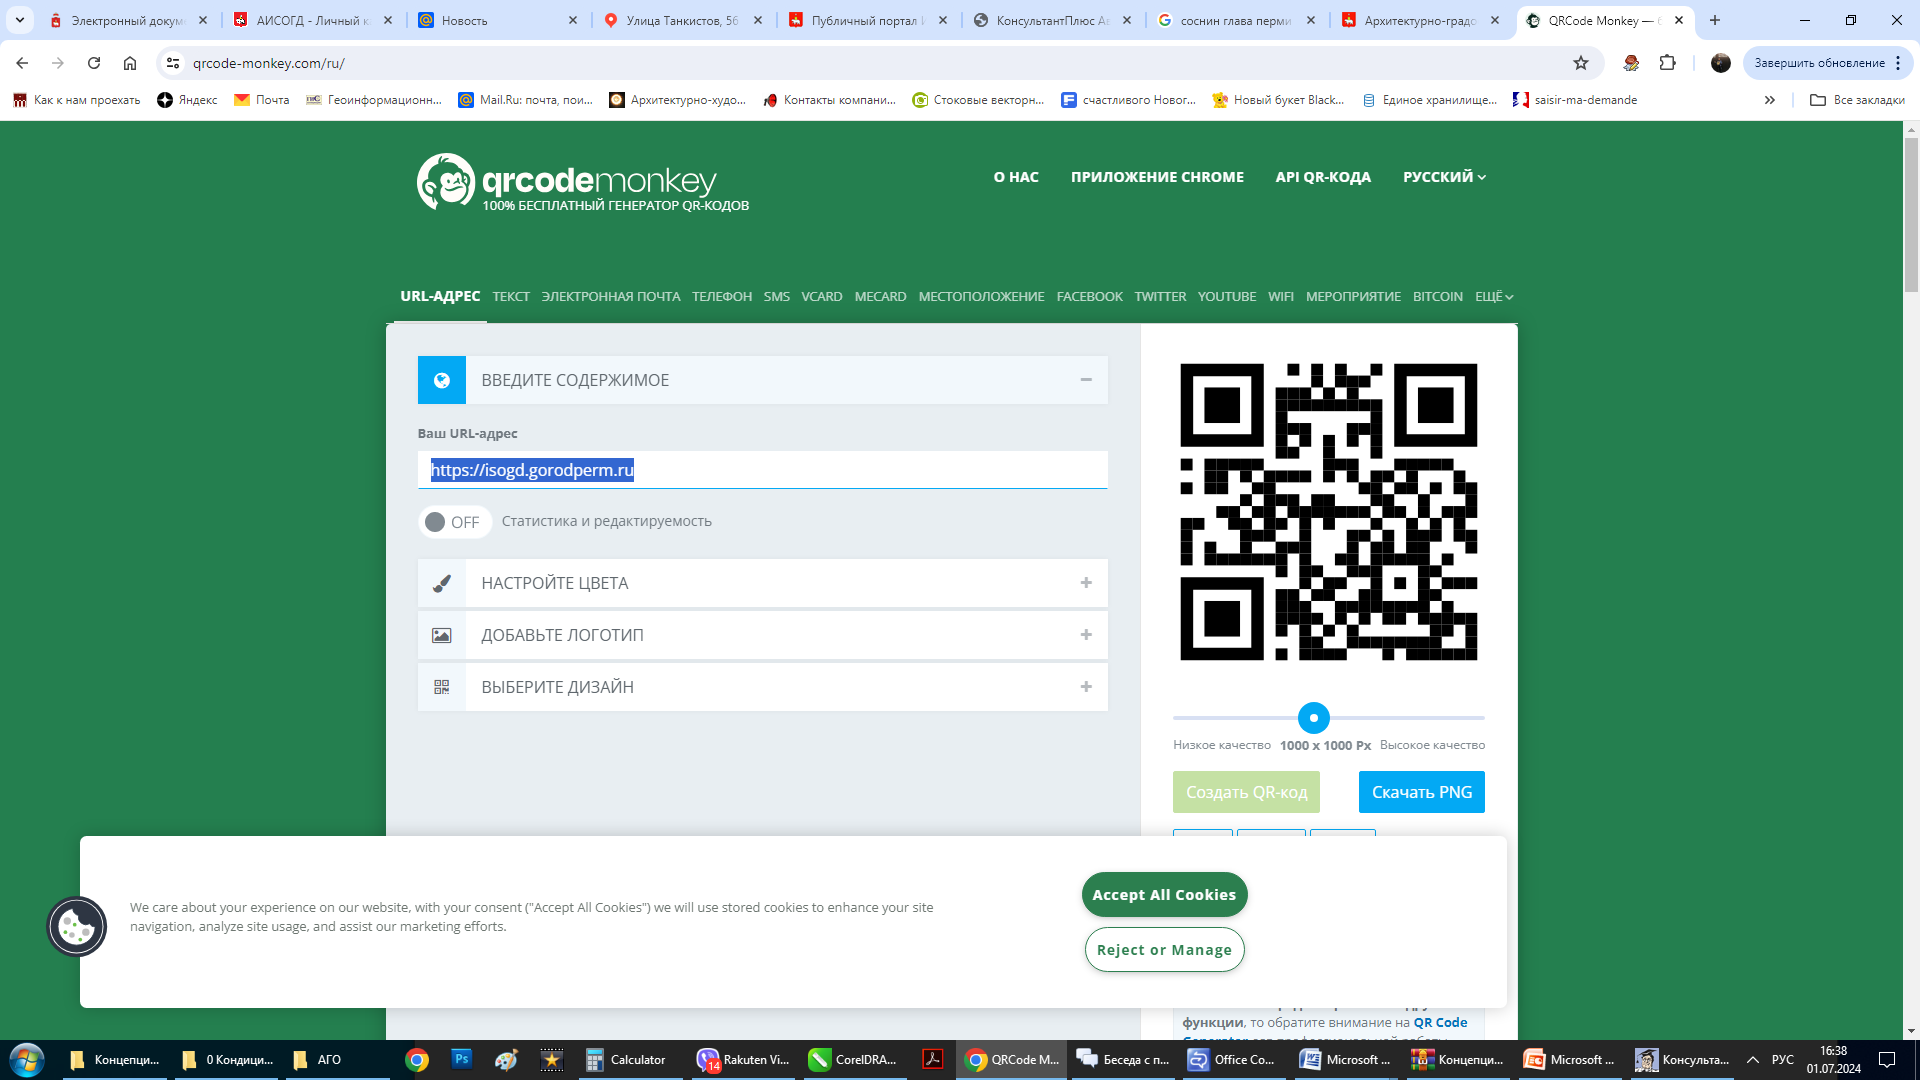 Электронный докум
АИСОГД - Личный к
Новость
Улица Танкистов, 56
Публичный портал
КонсультантПлюс Ав
соснин глава перми
Архитектурно-градо
QRCode Monkey —
qrcode-monkey.com/ru/
Завершить обновление
Как к нам проехать
Яндекс
Почта
Геоинформационн...
Mail.Ru: почта, пои...
Архитектурно-худо...
Контакты компани...
Стоковые векторн...
счастливого Новог...
Новый букет Black...
Единое хранилище...
saisir-ma-demande
Все закладки
qrcodemonkey
100% БЕСПЛАТНЫЙ ГЕНЕРАТОР QR-КОДОВ
О НАС
ПРИЛОЖЕНИЕ CHROME
API QR-КОДА
РУССКИЙ
URL-АДРЕС
ТЕКСТ
ЭЛЕКТРОННАЯ ПОЧТА
ТЕЛЕФОН
SMS
VCARD
MECARD
МЕСТОПОЛОЖЕНИЕ
FACEBOOK
TWITTER
YOUTUBE
WIFI
МЕРОПРИЯТИЕ
BITCOIN
ЕЩЁ
ВВЕДИТЕ СОДЕРЖИМОЕ
Ваш URL-адрес
https://isogd.gorodperm.ru
OFF
Статистика и редактируемость
НАСТРОЙТЕ ЦВЕТА
ДОБАВЬТЕ ЛОГОТИП
ВЫБЕРИТЕ ДИЗАЙН
Низкое качество
1000 x 1000 Px
Высокое качество
Создать QR-код
Скачать PNG
We care about your experience on our website, with your consent ("Accept All Cookies") we will use stored cookies to enhance your site
navigation, analyze site usage, and assist our marketing efforts.
Accept All Cookies
Reject or Manage
функции, то обратите внимание на QR Code
Концепци...
0 Кондици...
АГО
Ps
Calculator
14
Rakuten Vi...
CorelDRA...
QRCode M...
Беседа с п...
Office Co...
Microsoft ...
Концепци...
Microsoft ...
Консульта...
РУС
16:38
01.07.2024